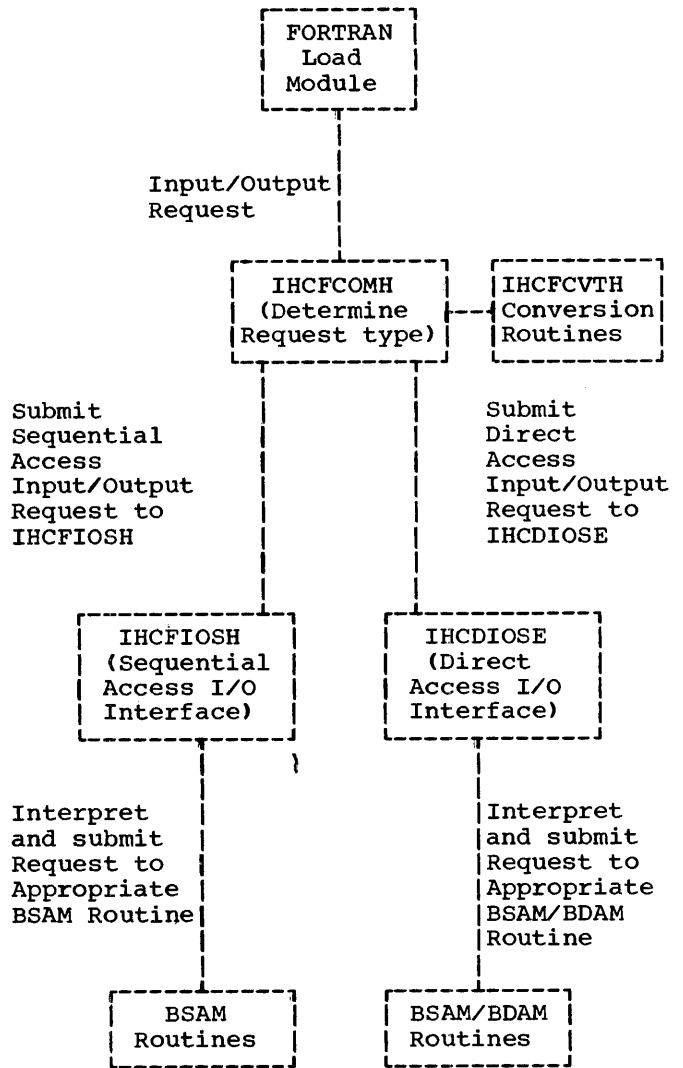 FORTRAN
Load
Module
Input/Output
Request
IHCFCOMH
(Determine
Request type)
IHCFCVTH
Conversion
Routines
Submit
Sequential
Access
Input/Output
Request to
IHCFIOSH
Submit
Direct
Access
Input/Output
Request to
IHCDIOSE
IHCFIOSH
(Sequential
Access I/O
Interface)
IHCDIOSE
(Direct
Access I/O
Interface)
Interpret
and submit
Request to
Appropriate
BSAM Routine
Interpret
and submit
Request to
Appropriate
BSAM/BDAM
Routine
BSAM
Routines
BSAM/BDAM
Routines